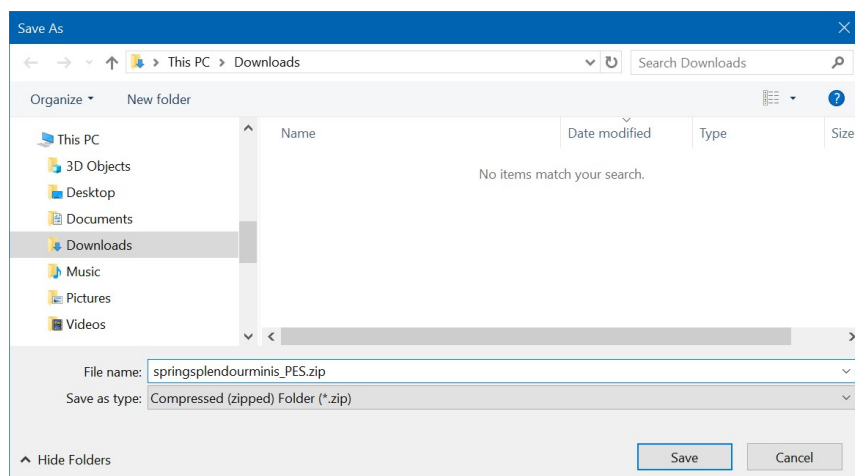 Save As
This PC > Downloads
Search Downloads
Organize
New folder
This PC
3D Objects
Desktop
Documents
Downloads
Music
Pictures
Videos
Name
Date modified
Type
Size
No items match your search.
File name: springsplendourminis_PES.zip
Save as type: Compressed (zipped) Folder (*.zip)
Hide Folders
Save
Cancel